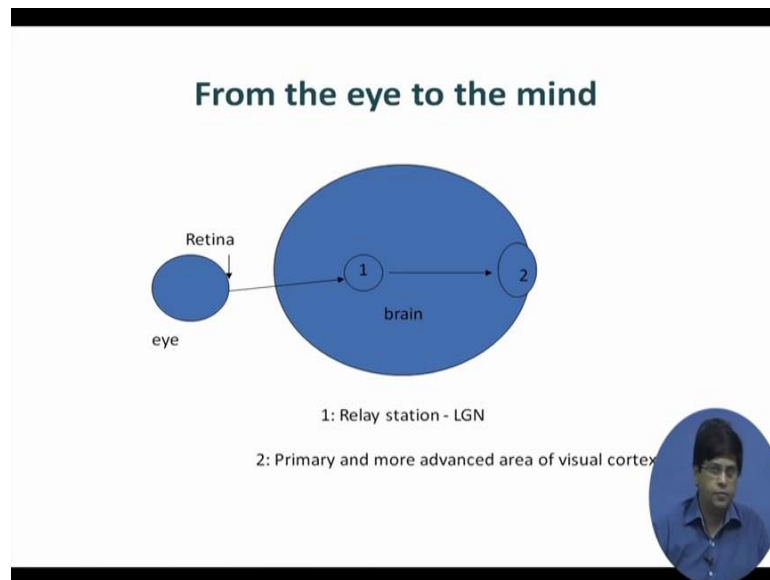 From the eye to the mind
Retina
1
2
brain
eye
1: Relay station - LGN
2: Primary and more advanced area of visual cortex